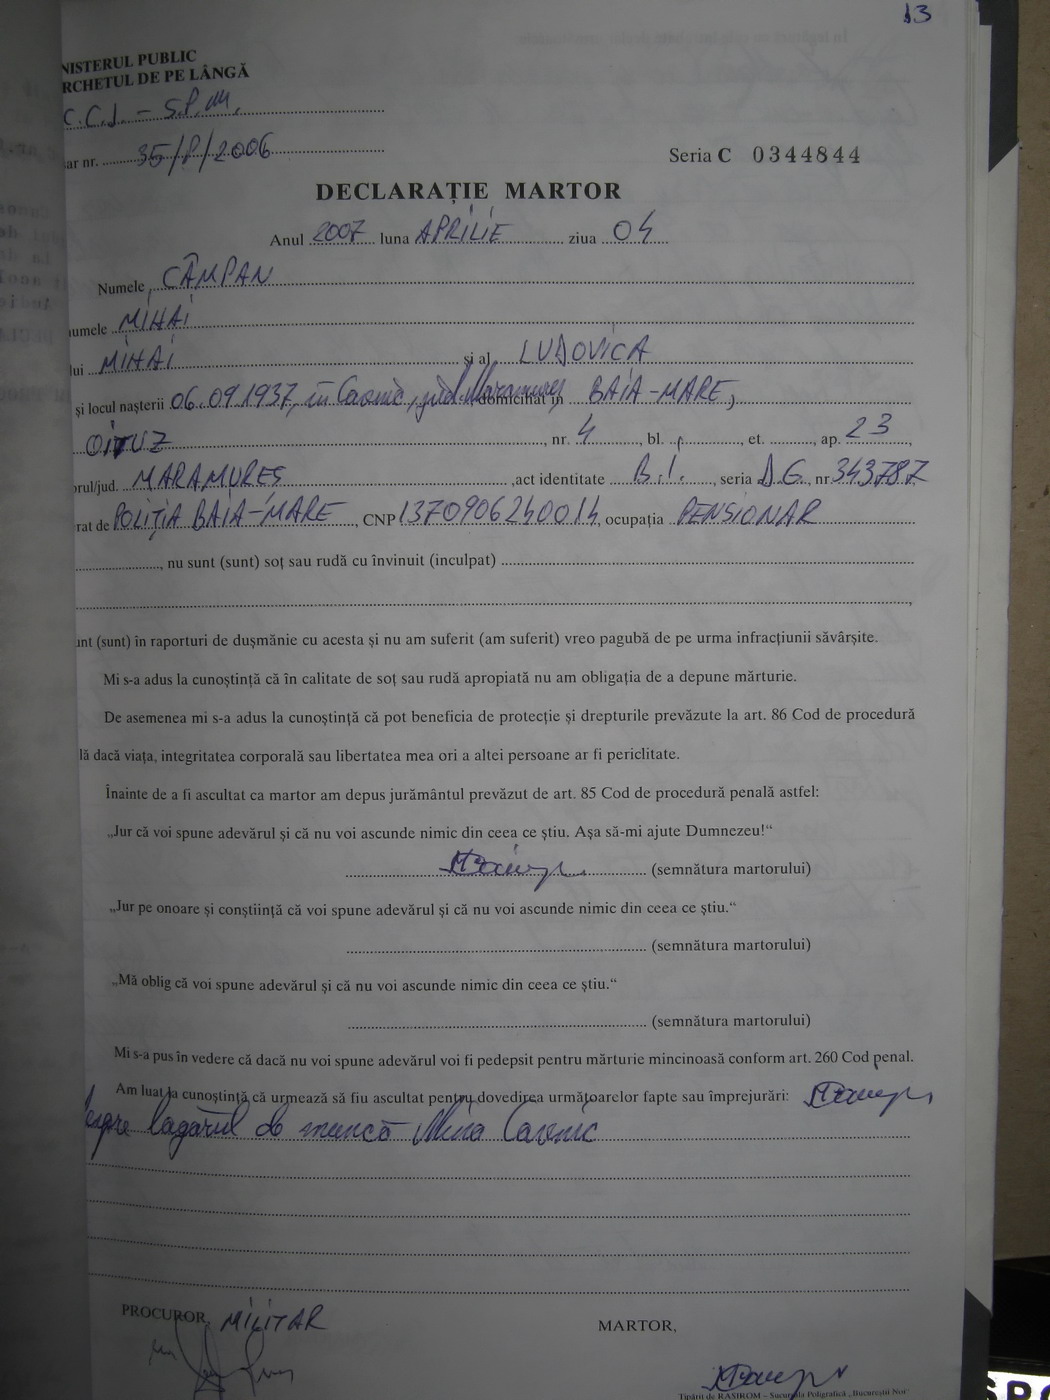 13
NISTERUL PUBLIC
RCHETUL DE PE LÂNGĂ
C.C.J. – S.P.M.
ar nr. 35/P/2006
Seria C 0344844
DECLARAȚIE MARTOR
Anul 2007 luna APRILIE ziua 04
Numele CÂMPAN
umele MIHAI
lui MIHAI și al LUDOVICA
și locul nașterii 06.09.1937, în Cavnic, jud. Maramureș domiciliat în BAIA-MARE,
OITUZ, nr. 4, bl. , et. , ap. 23,
orul/jud. MARAMUREȘ, act identitate B.I., seria D.G., nr. 343787
rat de POLIȚIA BAIA-MARE, CNP 1370906240014, ocupația PENSIONAR
, nu sunt (sunt) soț sau rudă cu învinuit (inculpat)
unt (sunt) în raporturi de dușmănie cu acesta și nu am suferit (am suferit) vreo pagubă de pe urma infracțiunii săvârșite.
Mi s-a adus la cunoștință că în calitate de soț sau rudă apropiată nu am obligația de a depune mărturie.
De asemenea mi s-a adus la cunoștință că pot beneficia de protecție și drepturile prevăzute la art. 86 Cod de procedură
lă dacă viața, integritatea corporală sau libertatea mea ori a altei persoane ar fi periclitate.
Înainte de a fi ascultat ca martor am depus jurământul prevăzut de art. 85 Cod de procedură penală astfel:
„Jur că voi spune adevărul și că nu voi ascunde nimic din ceea ce știu. Așa să-mi ajute Dumnezeu!“
(semnătura martorului)
„Jur pe onoare și conștiință că voi spune adevărul și că nu voi ascunde nimic din ceea ce știu.“
(semnătura martorului)
„Mă oblig că voi spune adevărul și că nu voi ascunde nimic din ceea ce știu.“
(semnătura martorului)
Mi s-a pus în vedere că dacă nu voi spune adevărul voi fi pedepsit pentru mărturie mincinoasă conform art. 260 Cod penal.
Am luat la cunoștință că urmează să fiu ascultat pentru dovedirea următoarelor fapte sau împrejurări:
despre lagărul de muncă Mina Cavnic
PROCUROR, MILITAR
MARTOR,
Tipărit de RASIROM – Sucursala Poligrafică „Bucureștii Noi“